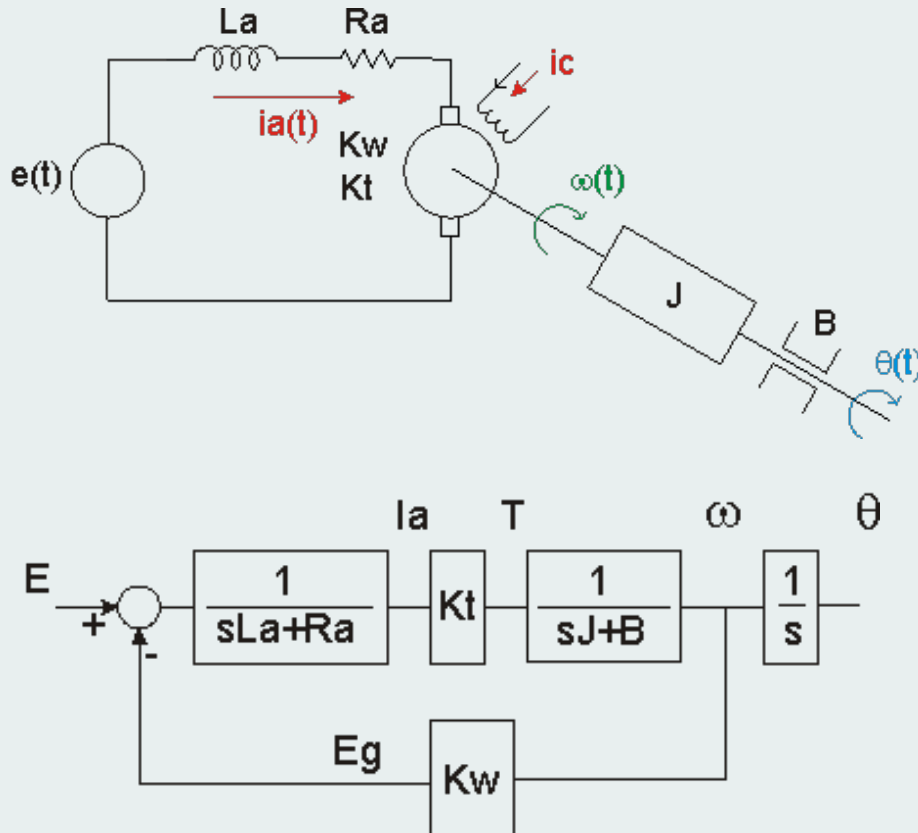 La Ra
ic
ia(t)
e(t)
Kw
Kt
ω(t)
J
B
θ(t)
Ia T ω θ
E
+
-
1
sLa+Ra
Kt
1
sJ+B
1
s
Eg
Kw